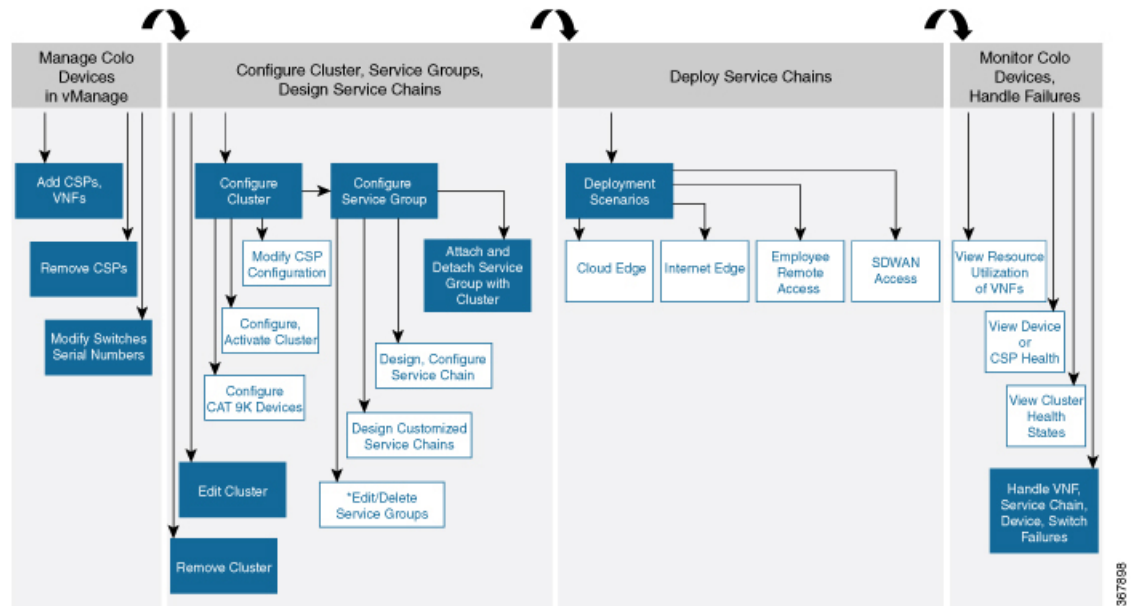 Manage Colo
Devices
in vManage
Configure Cluster, Service Groups,
Design Service Chains
Deploy Service Chains
Monitor Colo
Devices,
Handle Failures
Add CSPs,
VNFs
Remove CSPs
Modify Switches
Serial Numbers
Configure
Cluster
Configure
Service Group
Modify CSP
Configuration
Attach and
Detach Service
Group with
Cluster
Configure,
Activate Cluster
Design, Configure
Service Chain
Configure
CAT 9K Devices
Design Customized
Service Chains
Edit Cluster
*Edit/Delete
Service Groups
Remove Cluster
Deployment
Scenarios
Cloud Edge
Internet Edge
Employee
Remote
Access
SDWAN
Access
View Resource
Utilization
of VNFs
View Device
or
CSP Health
View Cluster
Health
States
Handle VNF,
Service Chain,
Device, Switch
Failures
367898